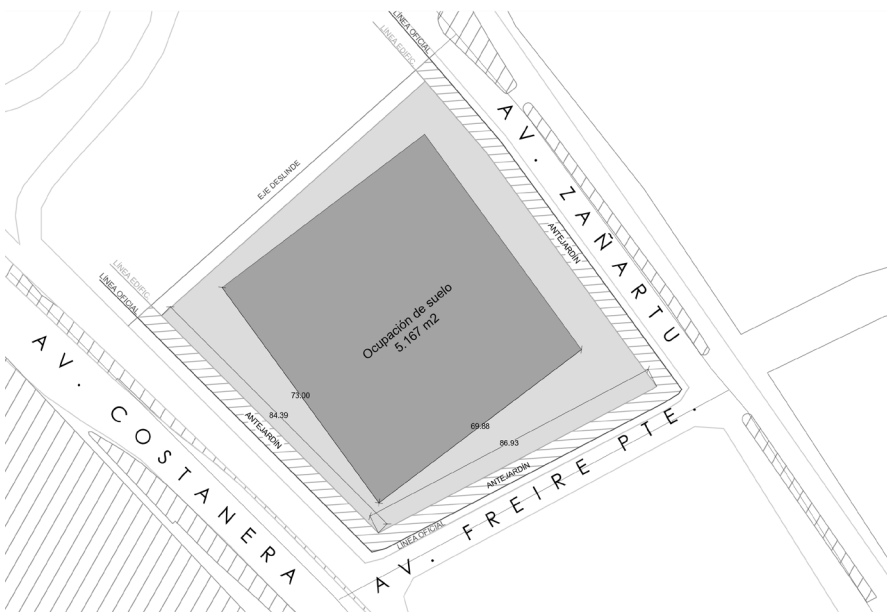 LÍNEA OFICIAL
LÍNEA EDIFIC.
AV. ZAÑARTU
EJE DESLINDE
ANTEJARDÍN
LÍNEA EDIFIC.
LÍNEA OFICIAL
Ocupación de suelo
5.167 m2
AV. COSTANERA
73.00
84.39
ANTEJARDÍN
69.88
86.93
ANTEJARDÍN
LÍNEA OFICIAL
AV. FREIRE PTE.